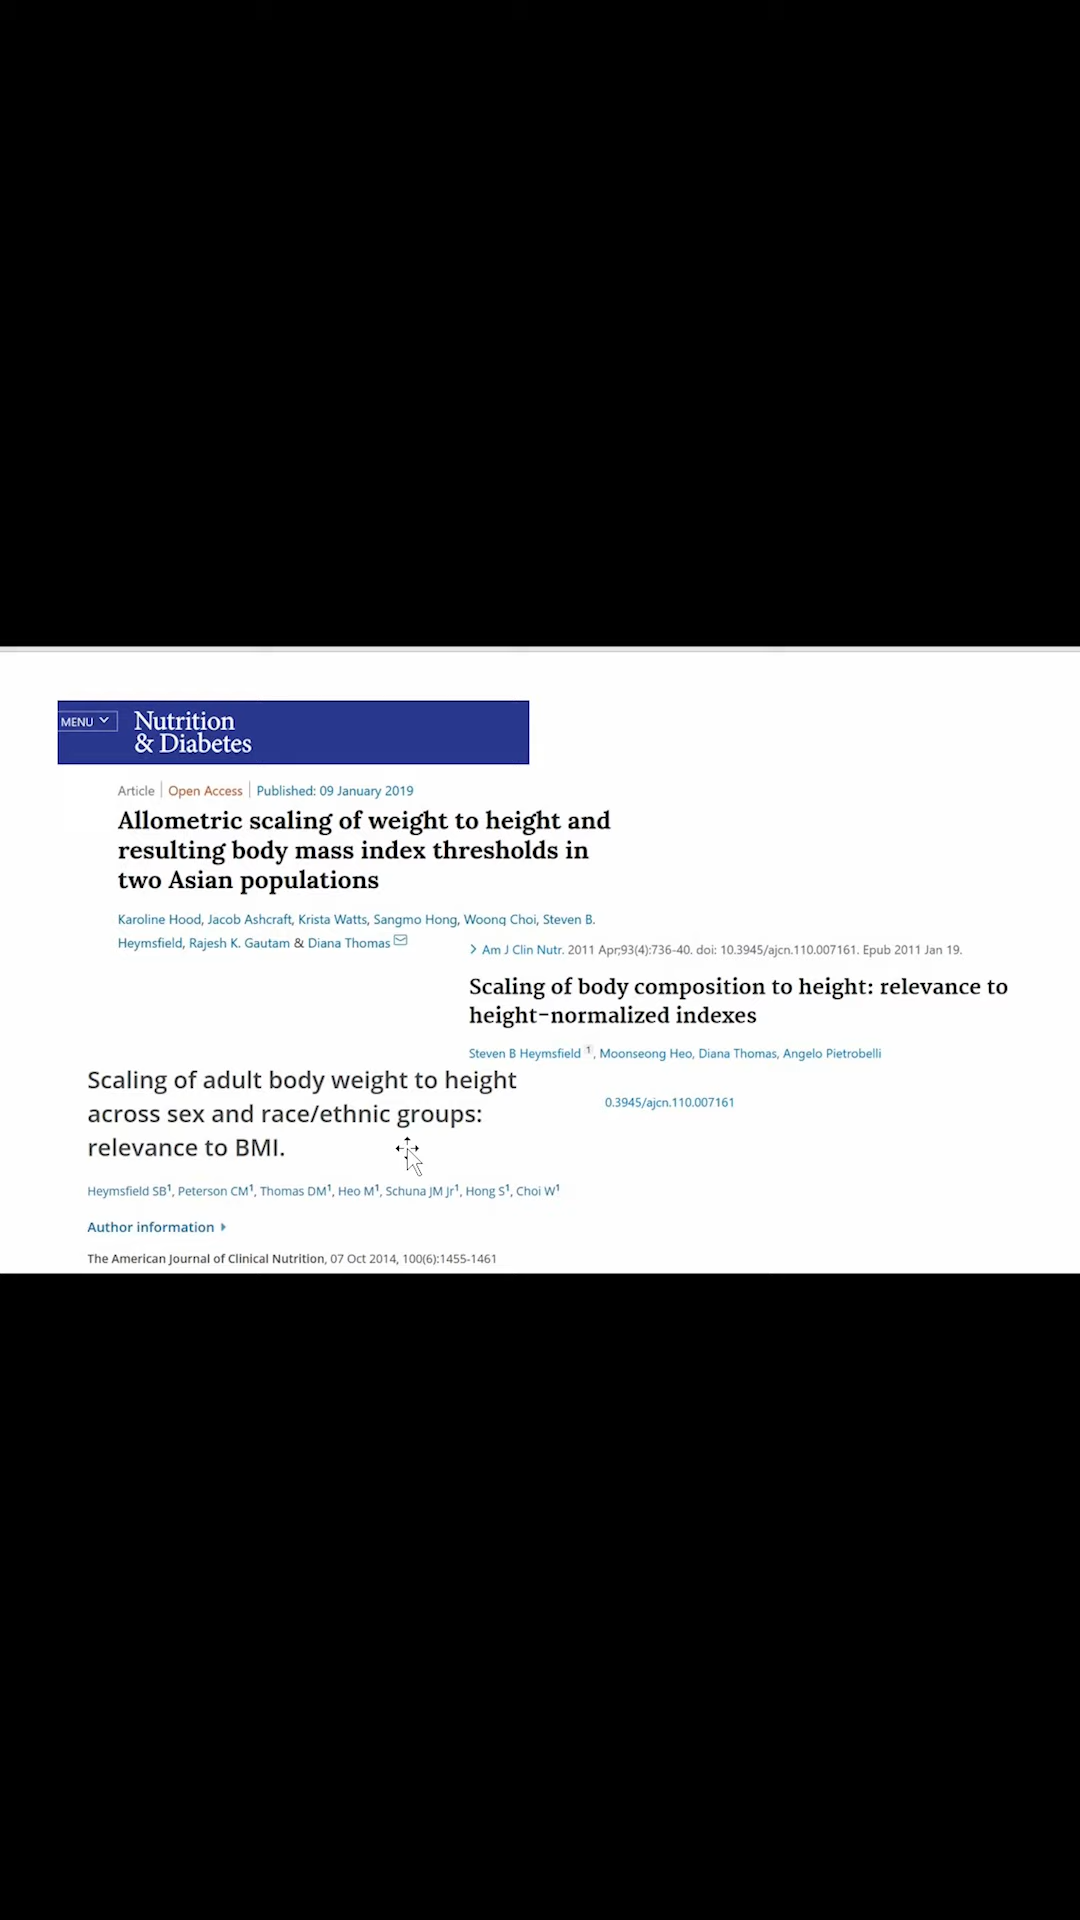 MENU
Nutrition
& Diabetes
Article | Open Access | Published: 09 January 2019
Allometric scaling of weight to height and
resulting body mass index thresholds in
two Asian populations
Karoline Hood, Jacob Ashcraft, Krista Watts, Sangmo Hong, Woong Choi, Steven B.
Heymsfield, Rajesh K. Gautam & Diana Thomas
> Am J Clin Nutr. 2011 Apr;93(4):736-40. doi: 10.3945/ajcn.110.007161. Epub 2011 Jan 19.
Scaling of body composition to height: relevance to
height-normalized indexes
Steven B Heymsfield 1, Moonseong Heo, Diana Thomas, Angelo Pietrobelli
0.3945/ajcn.110.007161
Scaling of adult body weight to height
across sex and race/ethnic groups:
relevance to BMI.
Heymsfield SB1, Peterson CM1, Thomas DM1, Heo M1, Schuna JM Jr1, Hong S1, Choi W1
Author information
The American Journal of Clinical Nutrition, 07 Oct 2014, 100(6):1455-1461